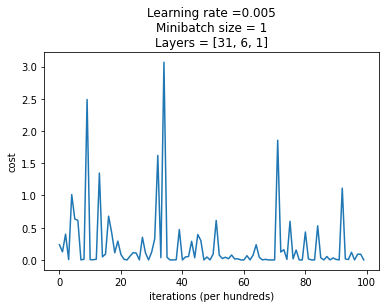 Learning rate =0.005
Minibatch size = 1
Layers = [31, 6, 1]
3.0
2.5
2.0
1.5
1.0
0.5
0.0
cost
0 20 40 60 80 100
iterations (per hundreds)